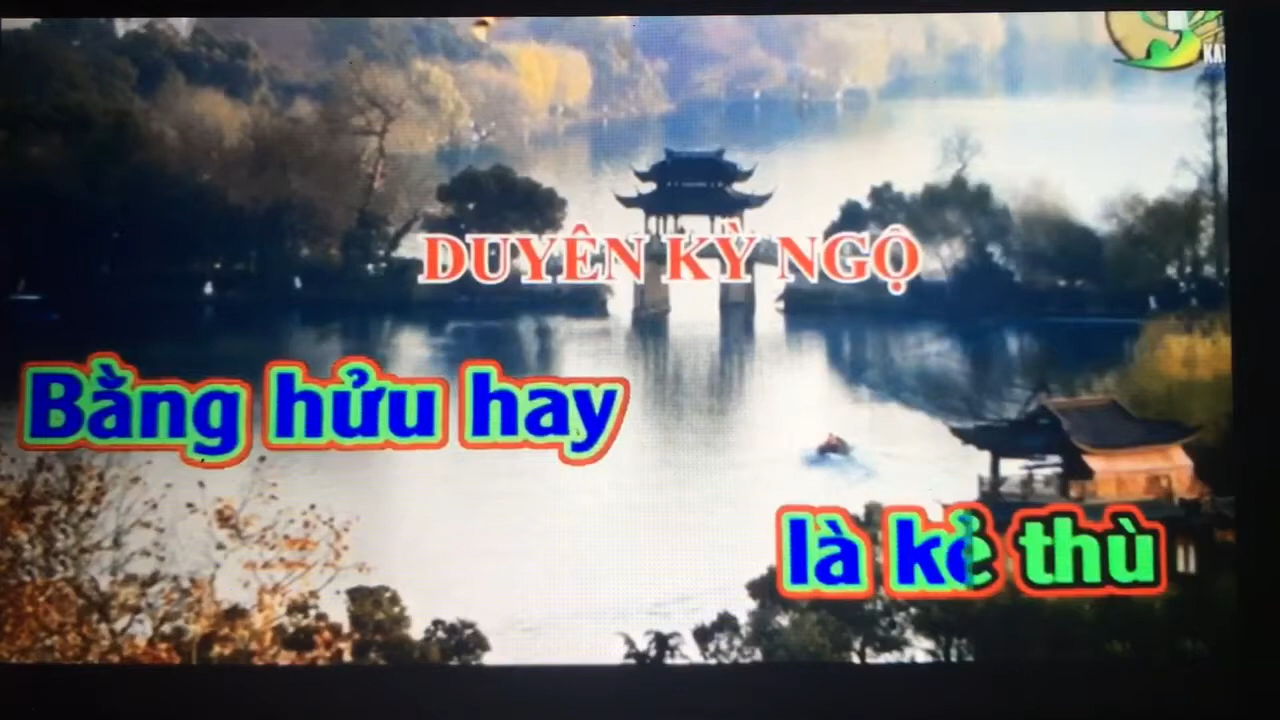 DUYÊN KỲ NGỘ
Bằng hửu hay
là kẻ thù